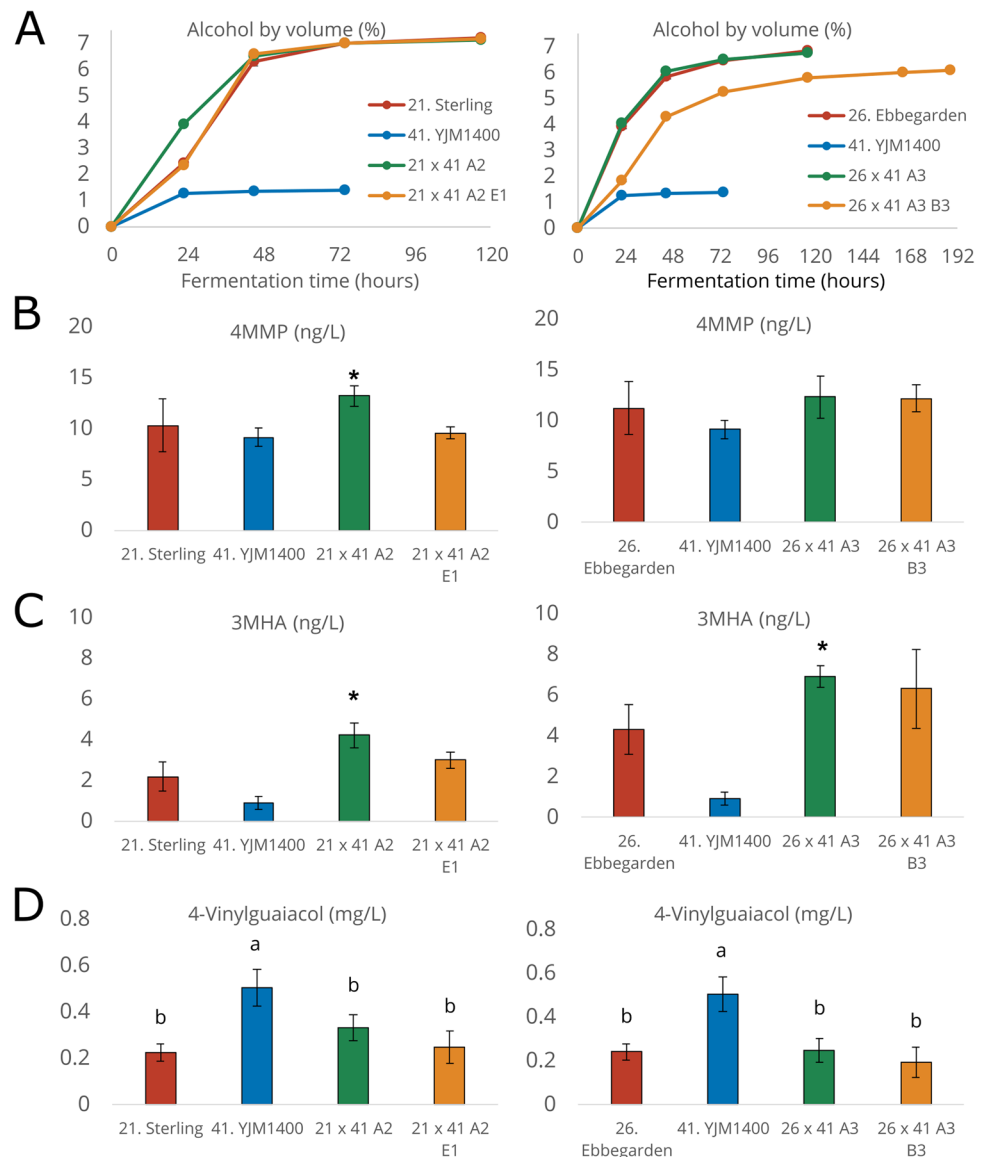 A
Alcohol by volume (%)
7
6
5
4
3
2
1
0
0 24 48 72 96 120
Fermentation time (hours)
21. Sterling
41. YJM1400
21 x 41 A2
21 x 41 A2 E1
Alcohol by volume (%)
7
6
5
4
3
2
1
0
0 24 48 72 96 120 144 168 192
Fermentation time (hours)
26. Ebbegarden
41. YJM1400
26 x 41 A3
26 x 41 A3 B3
B
4MMP (ng/L)
20
15
10
5
0
*
21. Sterling 41. YJM1400 21 x 41 A2 21 x 41 A2
E1
4MMP (ng/L)
20
15
10
5
0
26. 41. YJM1400 26 x 41 A3 26 x 41 A3
Ebbegarden B3
C
3MHA (ng/L)
10
8
6
4
2
0
*
21. Sterling 41. YJM1400 21 x 41 A2 21 x 41 A2
E1
3MHA (ng/L)
10
8
6
4
2
0
*
26. 41. YJM1400 26 x 41 A3 26 x 41 A3
Ebbegarden B3
D
4-Vinylguaiacol (mg/L)
0.8
0.6
0.4
0.2
0
b a b b
21. Sterling 41. YJM1400 21 x 41 A2 21 x 41 A2
E1
4-Vinylguaiacol (mg/L)
0.8
0.6
0.4
0.2
0
b a b b
26. 41. YJM1400 26 x 41 A3 26 x 41 A3
Ebbegarden B3